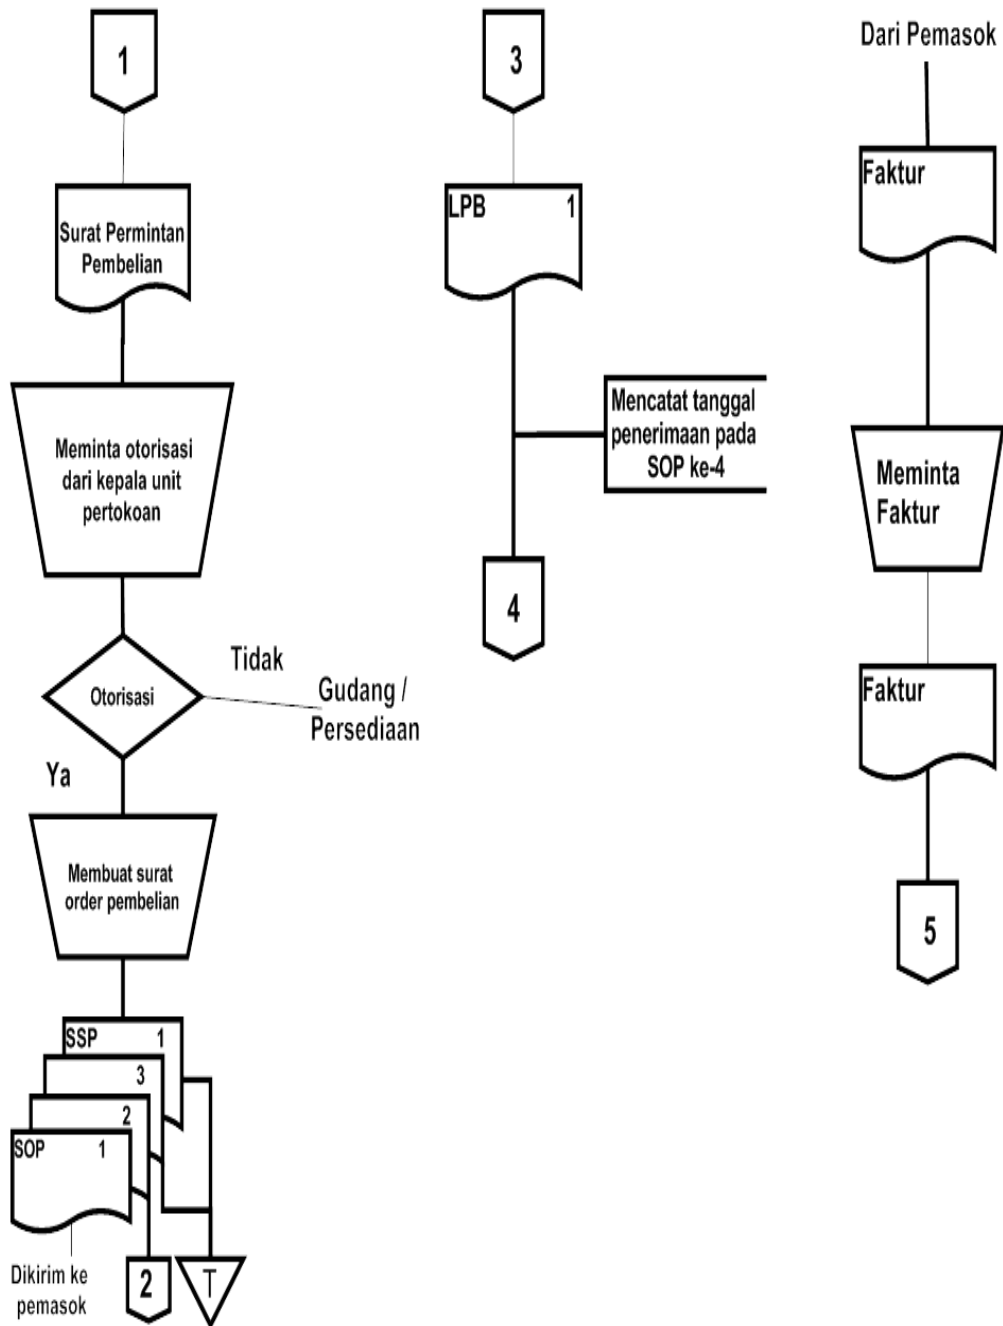 1
Surat Permintan
Pembelian
Meminta otorisasi
dari kepala unit
pertokoan
Otorisasi
Tidak
Gudang /
Persediaan
Ya
Membuat surat
order pembelian
SSP 1
3
2
SOP 1
Dikirim ke
pemasok
2
T
3
LPB 1
Mencatat tanggal
penerimaan pada
SOP ke-4
4
Dari Pemasok
Faktur
Meminta
Faktur
Faktur
5